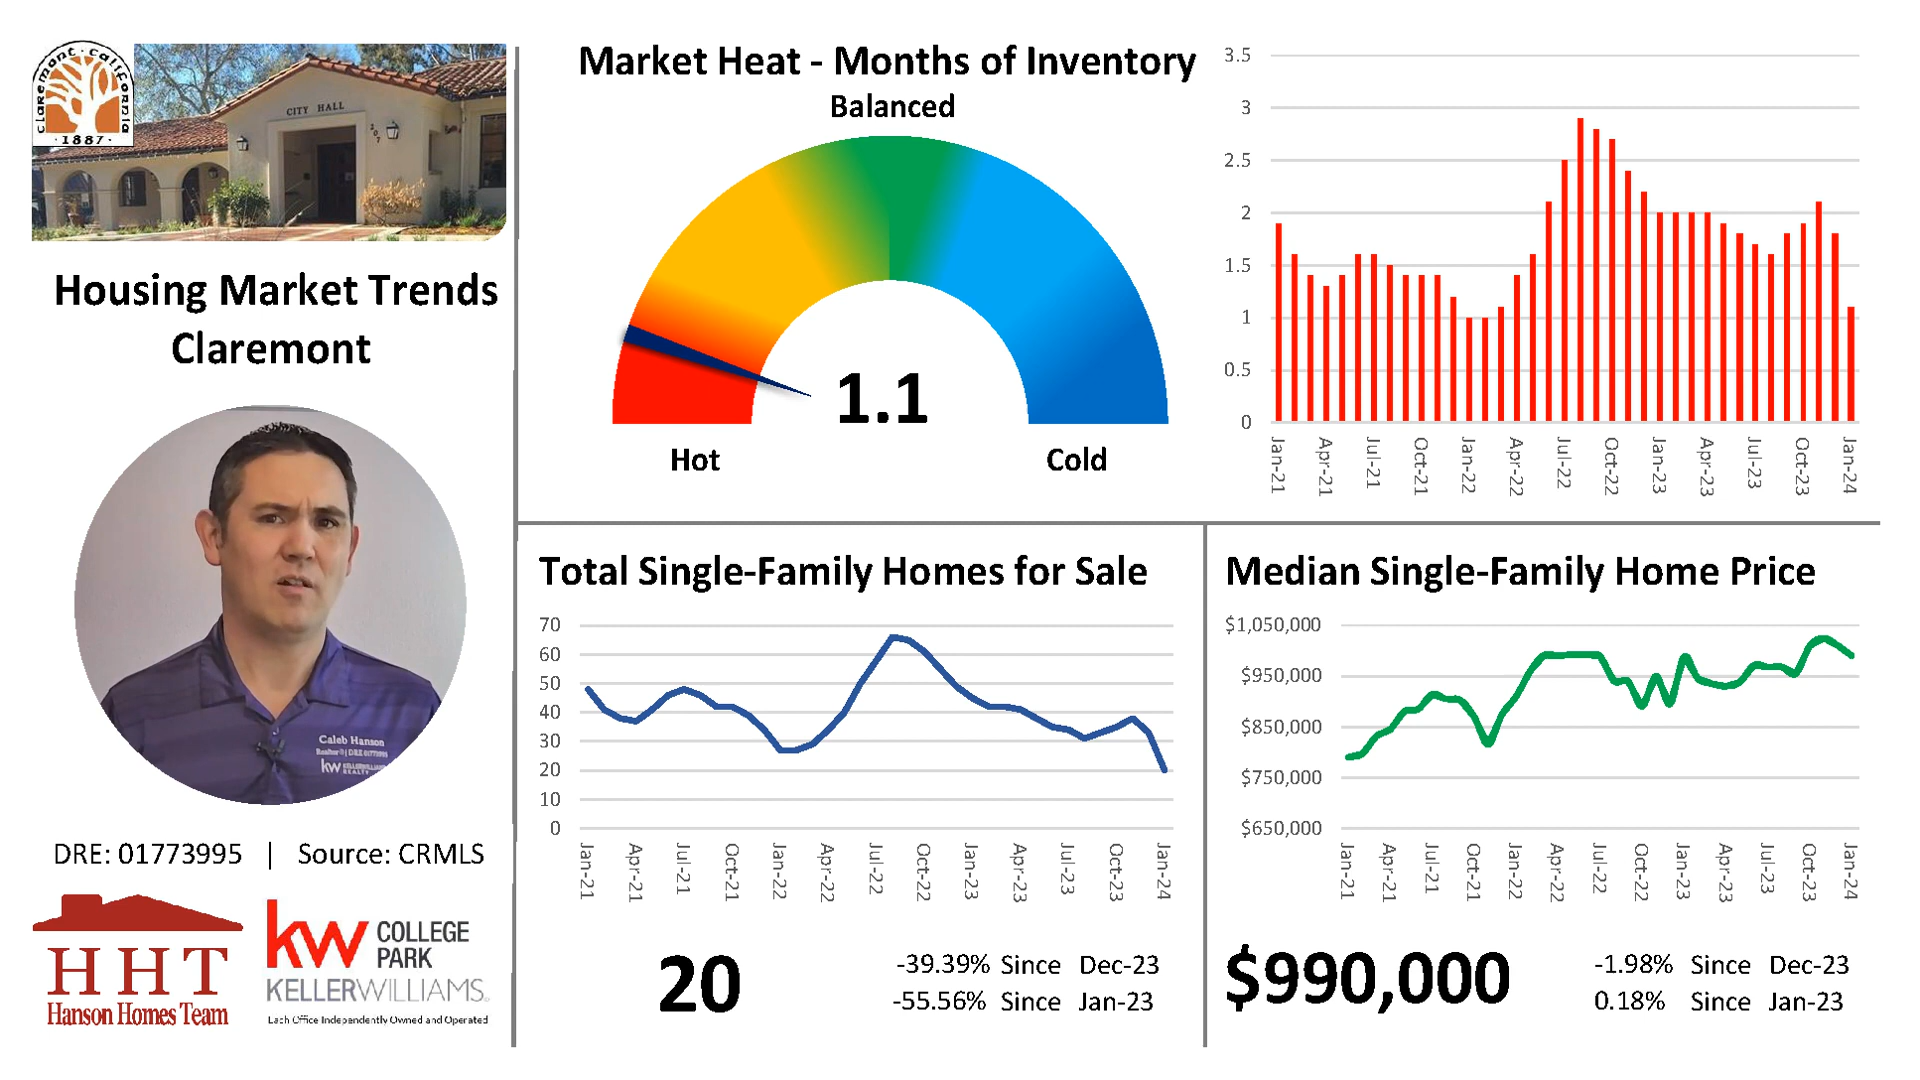 claremont · california
· 1887 ·
CITY HALL
207
Housing Market Trends
Claremont
Caleb Hanson
Realtor® | DRE 01773995
kw KELLERWILLIAMS
REALTY
DRE: 01773995 | Source: CRMLS
HHT
Hanson Homes Team
kw COLLEGE
PARK
KELLERWILLIAMS.
Each Office Independently Owned and Operated
Market Heat - Months of Inventory
Balanced
1.1
Hot
Cold
3.5
3
2.5
2
1.5
1
0.5
0
Jan-21 Apr-21 Jul-21 Oct-21 Jan-22 Apr-22 Jul-22 Oct-22 Jan-23 Apr-23 Jul-23 Oct-23 Jan-24
Total Single-Family Homes for Sale
70
60
50
40
30
20
10
0
Jan-21 Apr-21 Jul-21 Oct-21 Jan-22 Apr-22 Jul-22 Oct-22 Jan-23 Apr-23 Jul-23 Oct-23 Jan-24
20
-39.39% Since Dec-23
-55.56% Since Jan-23
Median Single-Family Home Price
$1,050,000
$950,000
$850,000
$750,000
$650,000
Jan-21 Apr-21 Jul-21 Oct-21 Jan-22 Apr-22 Jul-22 Oct-22 Jan-23 Apr-23 Jul-23 Oct-23 Jan-24
$990,000
-1.98% Since Dec-23
0.18% Since Jan-23